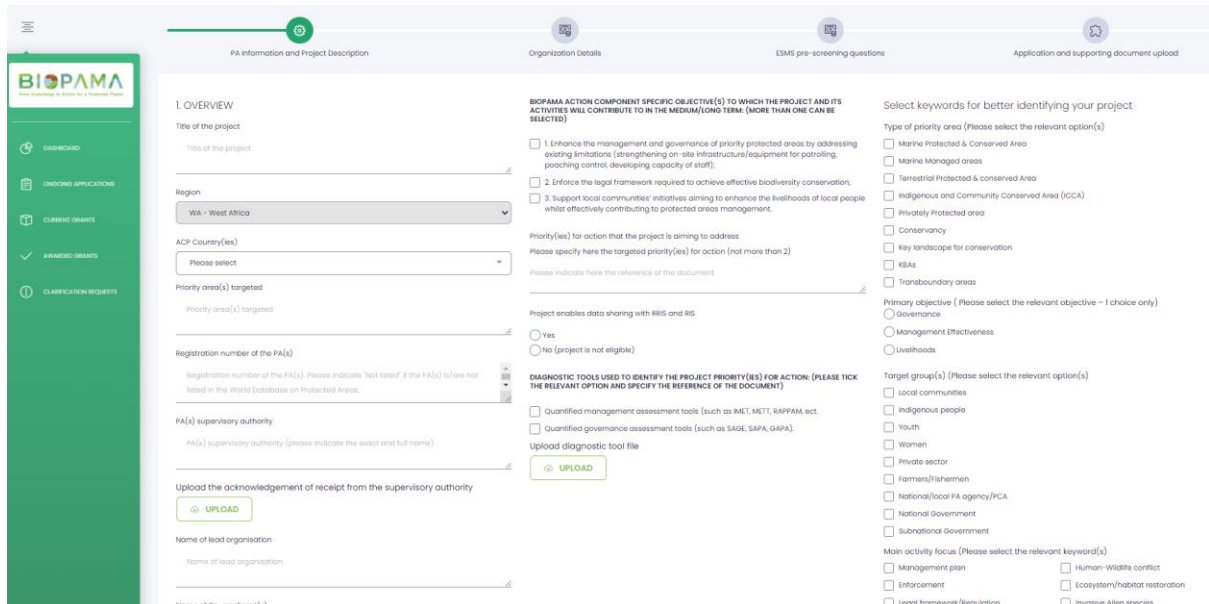 PA Information and Project Description
Organization Details
ESMS pre-screening questions
Application and supporting document upload
BIOPAMA
From Knowledge to Action for a Protected Planet
DASHBOARD
ONGOING APPLICATIONS
CURRENT GRANTS
AWARDED GRANTS
CLARIFICATION REQUESTS
1. OVERVIEW
Title of the project
Title of the project
Region
WA - West Africa
ACP Country(ies)
Please select
Priority area(s) targeted
Priority area(s) targeted
Registration number of the PA(s)
Registration number of the PA(s). Please indicate 'Not listed' if the PA(s) is/are not
listed in the World Database on Protected Areas.
PA(s) supervisory authority
PA(s) supervisory authority (please indicate the exact and full name)
Upload the acknowledgement of receipt from the supervisory authority
UPLOAD
Name of lead organisation
Name of lead organisation
BIOPAMA ACTION COMPONENT SPECIFIC OBJECTIVE(S) TO WHICH THE PROJECT AND ITS
ACTIVITIES WILL CONTRIBUTE TO IN THE MEDIUM/LONG TERM: (MORE THAN ONE CAN BE
SELECTED)
1. Enhance the management and governance of priority protected areas by addressing
existing limitations (strengthening on-site infrastructure/equipment for patrolling,
poaching control, developing capacity of staff);
2. Enforce the legal framework required to achieve effective biodiversity conservation;
3. Support local communities' initiatives aiming to enhance the livelihoods of local people
whilst effectively contributing to protected areas management.
Priority(ies) for action that the project is aiming to address
Please specify here the targeted priority(ies) for action (not more than 2)
Please indicate here the reference of the document
Project enables data sharing with RRIS and RIS
Yes
No (project is not eligible)
DIAGNOSTIC TOOLS USED TO IDENTIFY THE PROJECT PRIORITY(IES) FOR ACTION: (PLEASE TICK
THE RELEVANT OPTION AND SPECIFY THE REFERENCE OF THE DOCUMENT)
Quantified management assessment tools (such as IMET, METT, RAPPAM, ect.
Quantified governance assessment tools (such as SAGE, SAPA, GAPA).
Upload diagnostic tool file
UPLOAD
Select keywords for better identifying your project
Type of priority area (Please select the relevant option(s)
Marine Protected & Conserved Area
Marine Managed areas
Terrestrial Protected & conserved Area
Indigenous and Community Conserved Area (ICCA)
Privately Protected area
Conservancy
Key landscape for conservation
KBAs
Transboundary areas
Primary objective ( Please select the relevant objective – 1 choice only)
Governance
Management Effectiveness
Livelihoods
Target group(s) (Please select the relevant option(s)
Local communities
Indigenous people
Youth
Women
Private sector
Farmers/Fishermen
National/local PA agency/PCA
National Government
Subnational Government
Main activity focus (Please select the relevant keyword(s)
Management plan
Human-Wildlife conflict
Enforcement
Ecosystem/habitat restoration
Legal framework/Regulation
Invasive Alien species